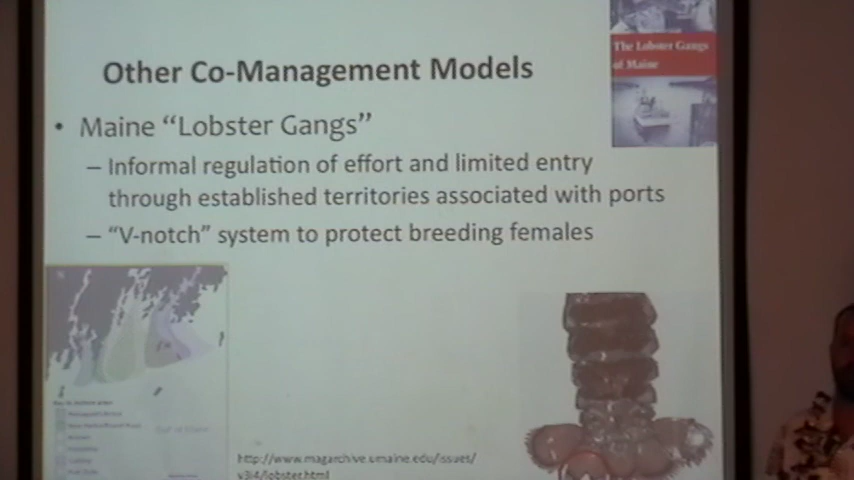 The Lobster Gangs
of Maine
Other Co-Management Models
• Maine “Lobster Gangs”
– Informal regulation of effort and limited entry
through established territories associated with ports
– “V-notch” system to protect breeding females
http://www.magarchive.umaine.edu/issues/
v3i4/lobster.html